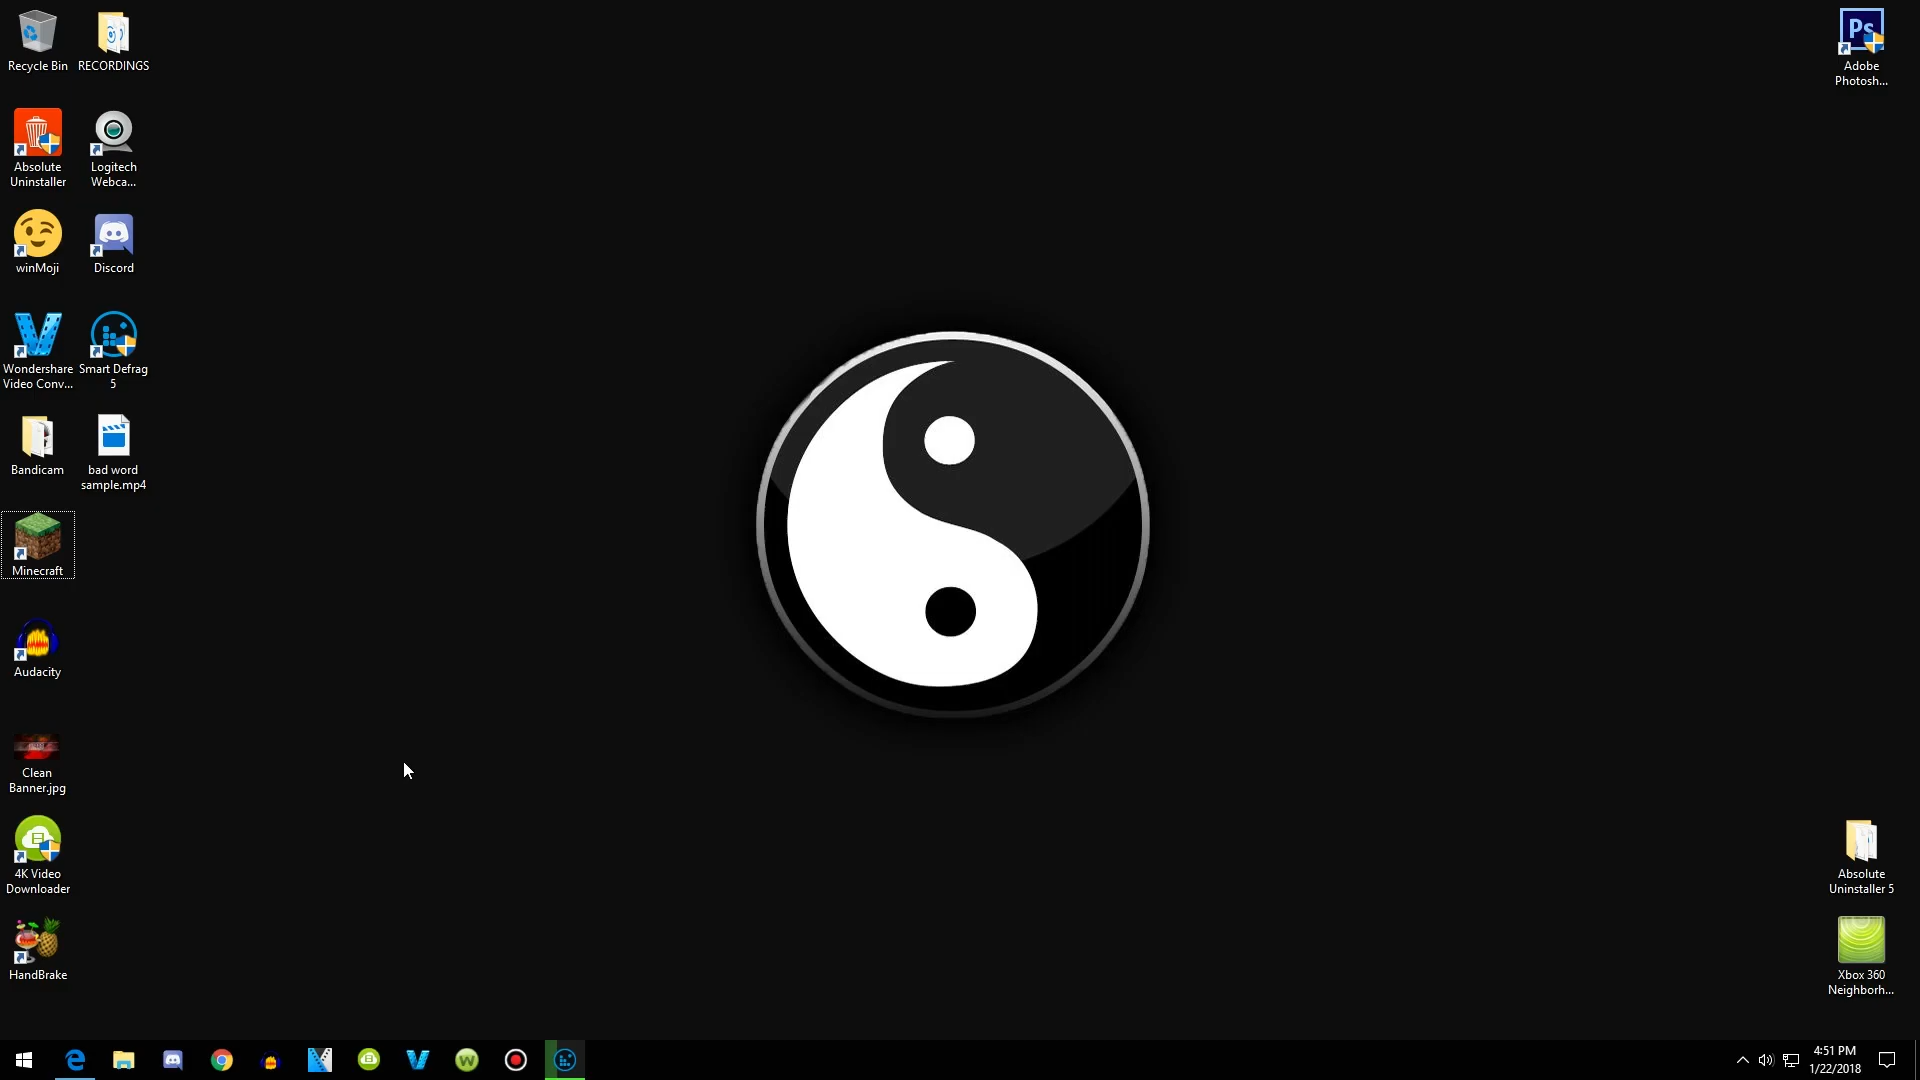 Recycle Bin
RECORDINGS
Ps
Adobe
Photosh...
Absolute
Uninstaller
Logitech
Webca...
winMoji
Discord
Wondershare
Video Conv...
Smart Defrag
5
Bandicam
bad word
sample.mp4
Minecraft
Audacity
Clean
Banner.jpg
4K Video
Downloader
Absolute
Uninstaller 5
HandBrake
Xbox 360
Neighborh...
4:51 PM
1/22/2018